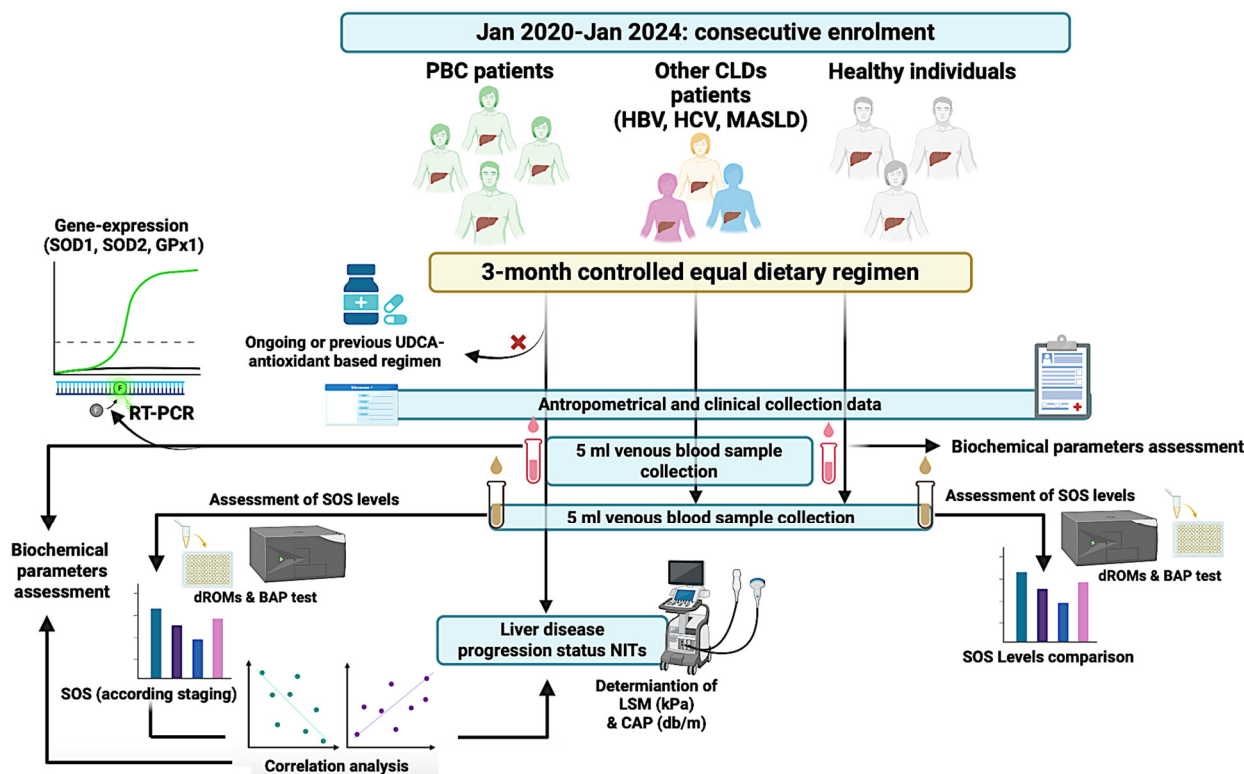 Jan 2020-Jan 2024: consecutive enrolment
PBC patients
Other CLDs
patients
(HBV, HCV, MASLD)
Healthy individuals
Gene-expression
(SOD1, SOD2, GPx1)
3-month controlled equal dietary regimen
Ongoing or previous UDCA-
antioxidant based regimen
F
F
RT-PCR
Antropometrical and clinical collection data
5 ml venous blood sample
collection
Biochemical parameters assessment
Assessment of SOS levels
5 ml venous blood sample collection
Assessment of SOS levels
Biochemical
parameters
assessment
dROMs & BAP test
dROMs & BAP test
Liver disease
progression status NITs
SOS (according staging)
SOS Levels comparison
Determiantion of
LSM (kPa)
& CAP (db/m)
Correlation analysis